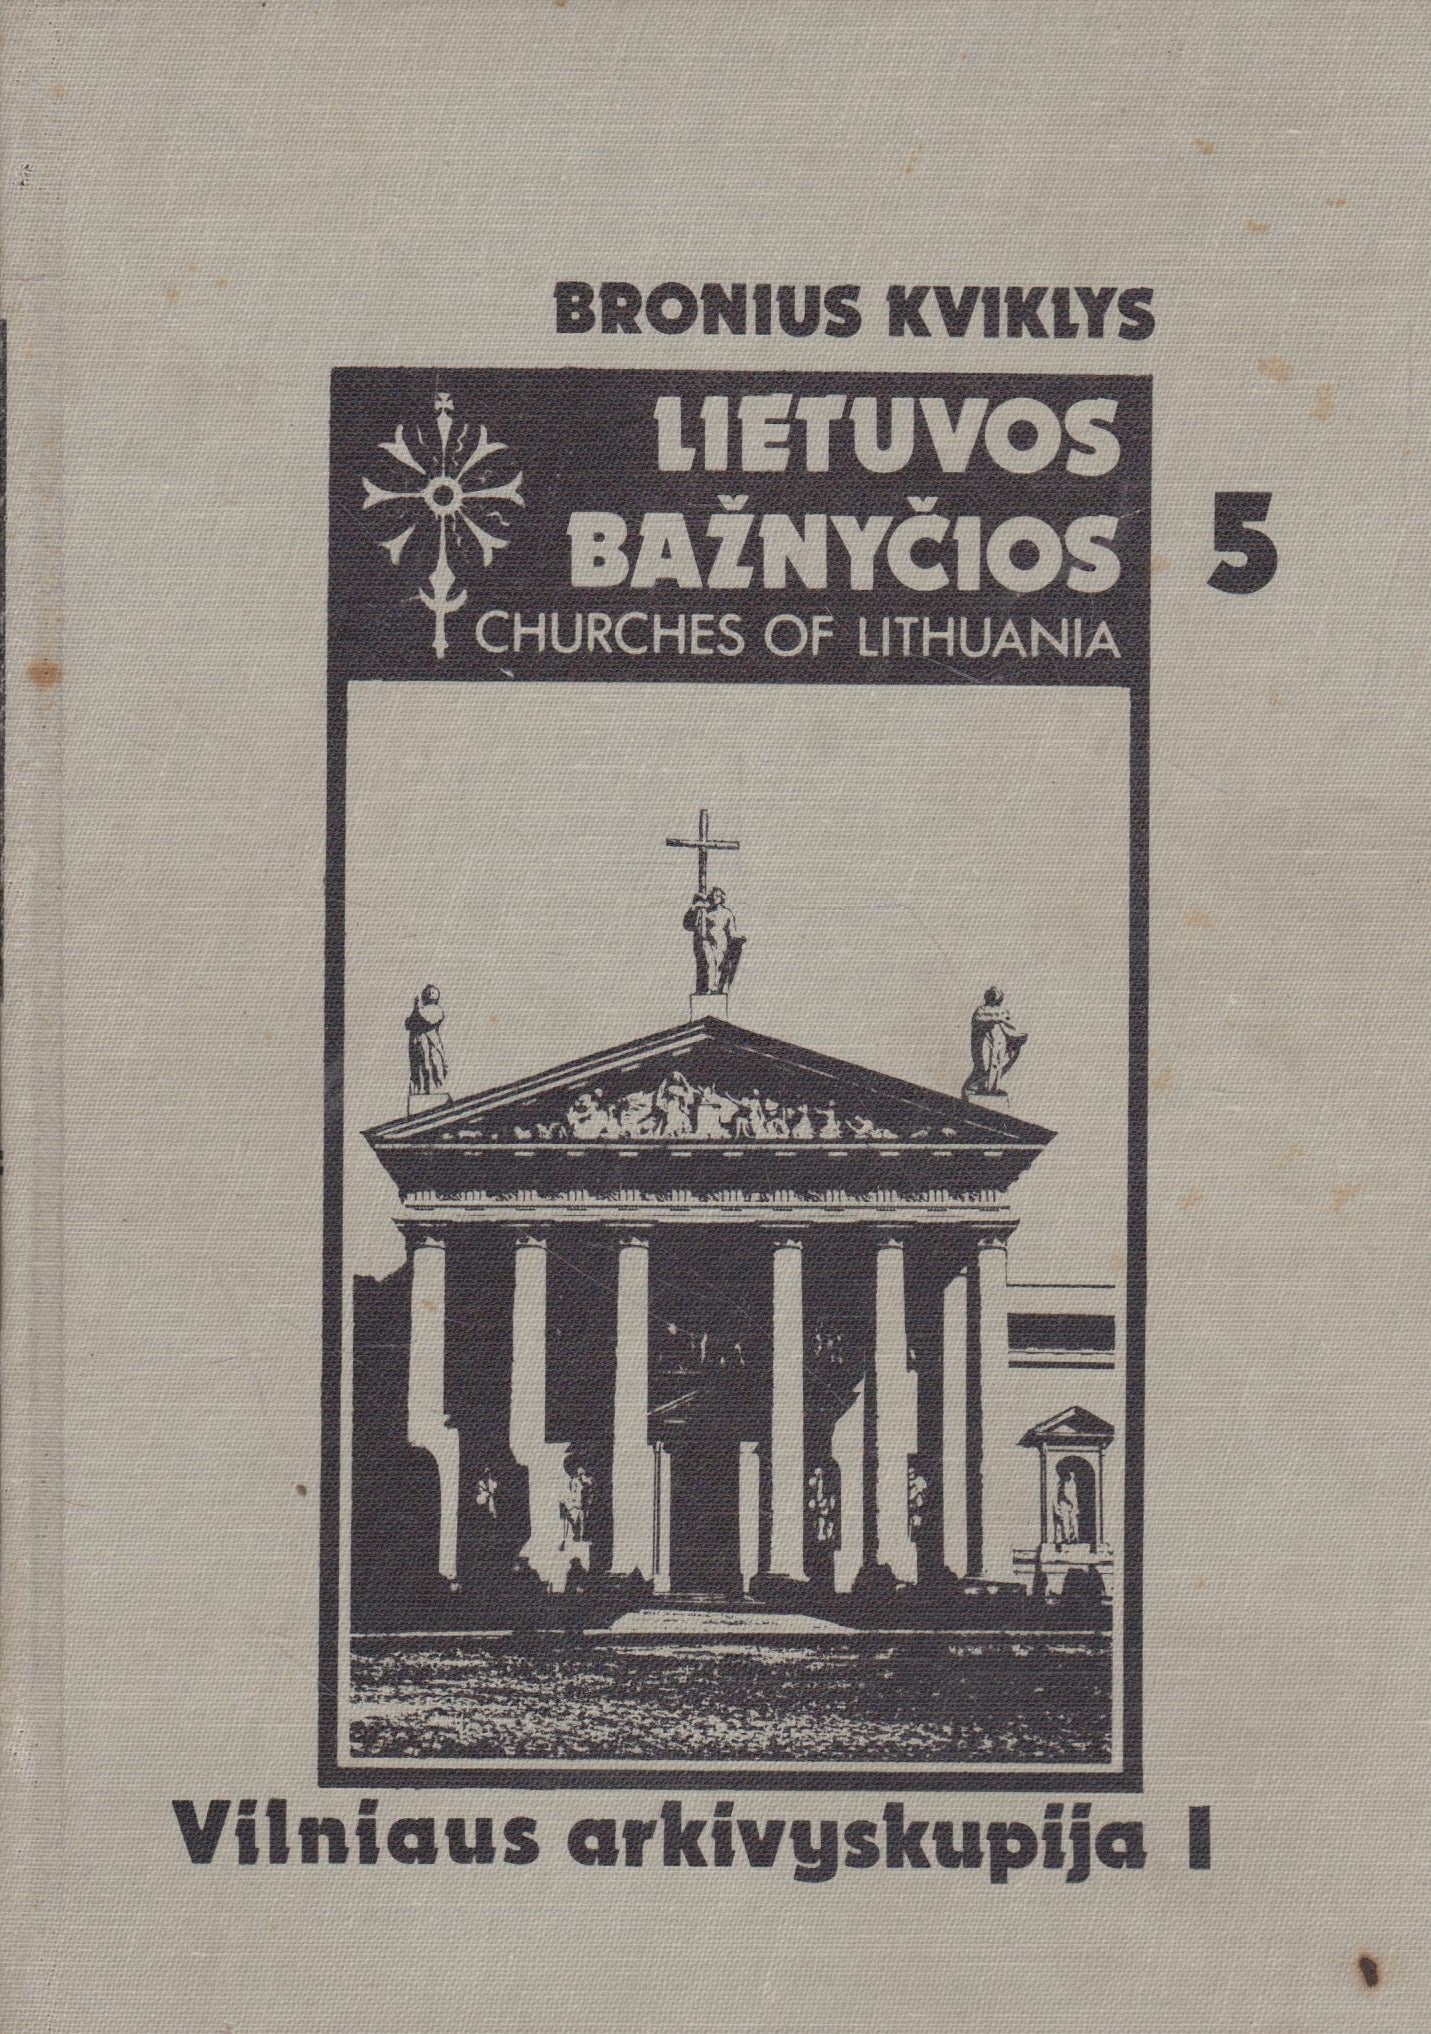 BRONIUS KVIKLYS
LIETUVOS
BAŽNYČIOS
5
CHURCHES OF LITHUANIA
Vilniaus arkivyskupija I